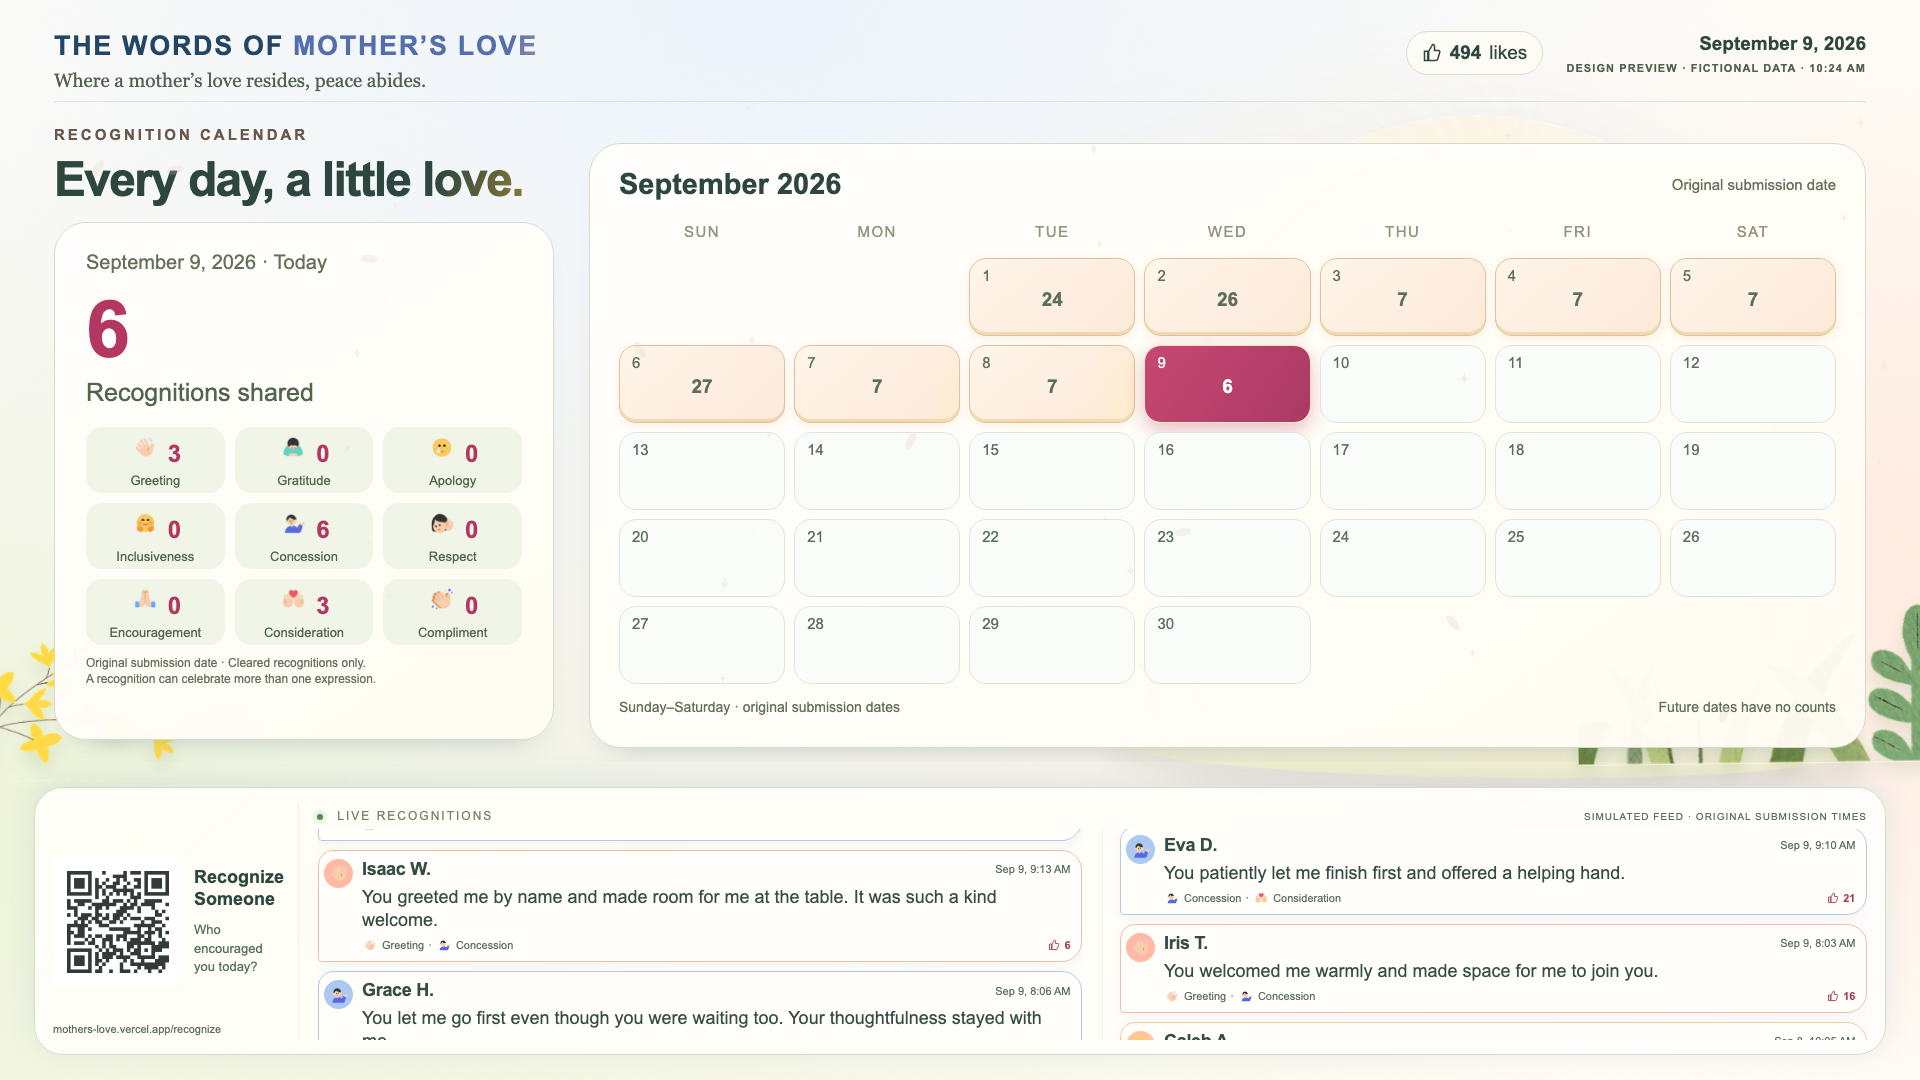 THE WORDS OF MOTHER’S LOVE
Where a mother’s love resides, peace abides.
494 likes
September 9, 2026
DESIGN PREVIEW · FICTIONAL DATA · 10:24 AM
RECOGNITION CALENDAR
Every day, a little love.
September 9, 2026 · Today
6
Recognitions shared
3
Greeting
0
Gratitude
0
Apology
0
Inclusiveness
6
Concession
0
Respect
0
Encouragement
3
Consideration
0
Compliment
Original submission date · Cleared recognitions only.
A recognition can celebrate more than one expression.
September 2026
Original submission date
SUN MON TUE WED THU FRI SAT
1 2 3 4 5
24 26 7 7 7
6 7 8 9 10 11 12
27 7 7 6
13 14 15 16 17 18 19
20 21 22 23 24 25 26
27 28 29 30
Sunday–Saturday · original submission dates
Future dates have no counts
Recognize
Someone
Who
encouraged
you today?
mothers-love.vercel.app/recognize
LIVE RECOGNITIONS
SIMULATED FEED · ORIGINAL SUBMISSION TIMES
Isaac W.
Sep 9, 9:13 AM
You greeted me by name and made room for me at the table. It was such a kind
welcome.
Greeting · Concession
6
Grace H.
Sep 9, 8:06 AM
You let me go first even though you were waiting too. Your thoughtfulness stayed with
me.
Eva D.
Sep 9, 9:10 AM
You patiently let me finish first and offered a helping hand.
Concession · Consideration
21
Iris T.
Sep 9, 8:03 AM
You welcomed me warmly and made space for me to join you.
Greeting · Concession
16
Caleb A.